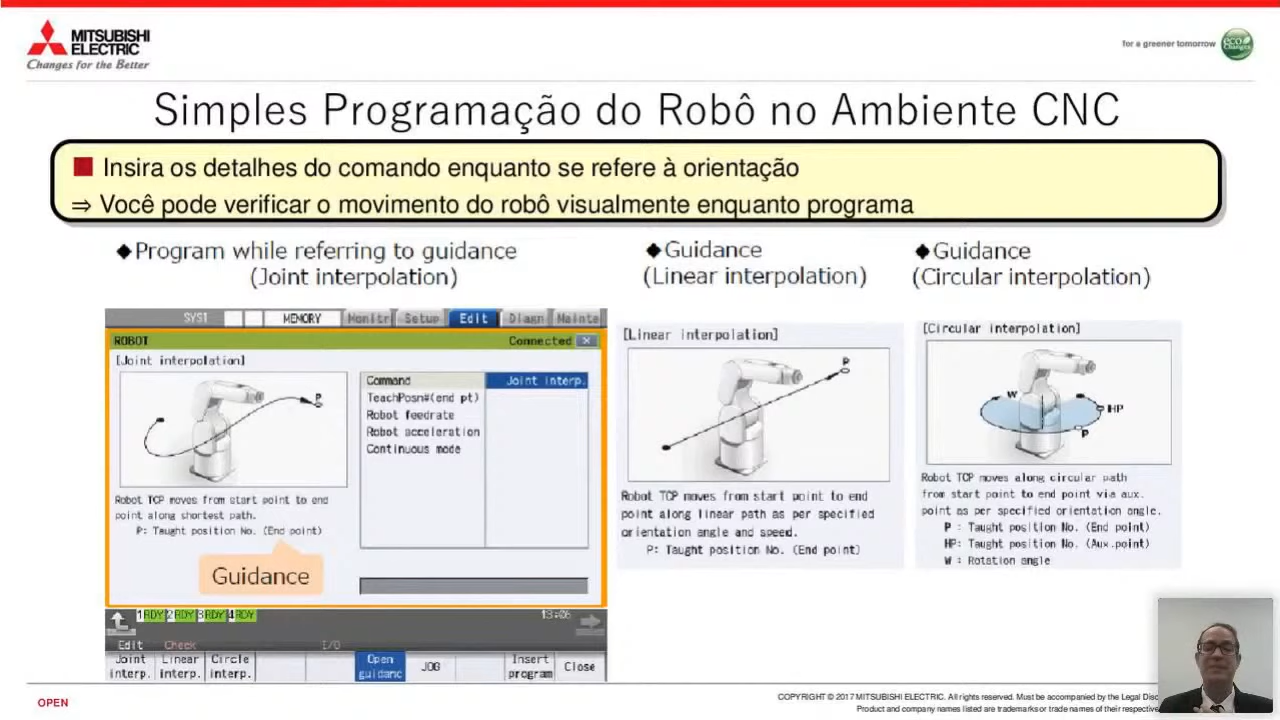 MITSUBISHI
ELECTRIC
Changes for the Better
for a greener tomorrow
eco
Changes
Simples Programação do Robô no Ambiente CNC
Insira os detalhes do comando enquanto se refere à orientação
⇒ Você pode verificar o movimento do robô visualmente enquanto programa
◆Program while referring to guidance
(Joint interpolation)
◆Guidance
(Linear interpolation)
◆Guidance
(Circular interpolation)
SYS1 MEMORY Monitr Setup Edit Diagn Mainte
ROBOT Connected
[Joint interpolation]
P
Command Joint interp.
TeachPosn#(end pt)
Robot feedrate
Robot acceleration
Continuous mode
Robot TCP moves from start point to end
point along shortest path.
P: Taught position No. (End point)
Guidance
1RDY 2RDY 3RDY 4RDY 13:06
Edit Check I/O
Joint interp. Linear interp. Circle interp. Open guidanc JOG Insert program Close
[Linear interpolation]
P
Robot TCP moves from start point to end
point along linear path as per specified
orientation angle and speed.
P: Taught position No. (End point)
[Circular interpolation]
W
HP
P
Robot TCP moves along circular path
from start point to end point via aux.
point as per specified orientation angle.
P : Taught position No. (End point)
HP: Taught position No. (Aux.point)
W : Rotation angle
OPEN
COPYRIGHT © 2017 MITSUBISHI ELECTRIC. All rights reserved. Must be accompanied by the Legal Disc
Product and company names listed are trademarks or trade names of their respective